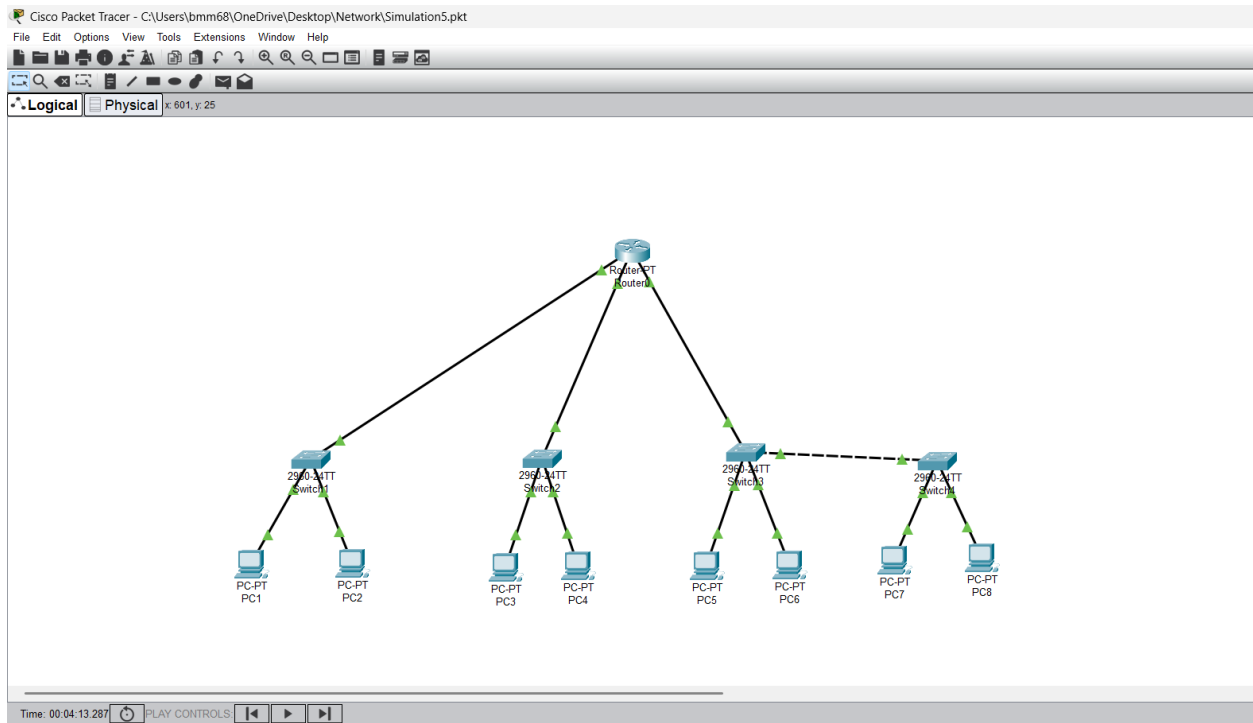 Cisco Packet Tracer - C:\Users\bmm68\OneDrive\Desktop\Network\Simulation5.pkt
File Edit Options View Tools Extensions Window Help
Logical Physical x: 601, y: 25
Router-PT
Router0
2960-24TT
Switch1
2960-24TT
Switch2
2960-24TT
Switch3
2960-24TT
Switch4
PC-PT
PC1
PC-PT
PC2
PC-PT
PC3
PC-PT
PC4
PC-PT
PC5
PC-PT
PC6
PC-PT
PC7
PC-PT
PC8
Time: 00:04:13.287 PLAY CONTROLS: